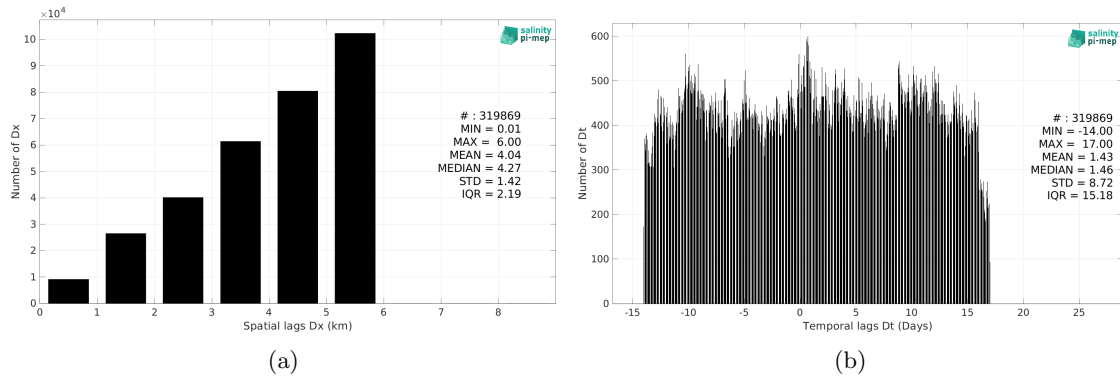 ×10⁴
10
9
8
7
6
5
4
3
2
1
0
Number of Dx
0 1 2 3 4 5 6 7 8
Spatial lags Dx (km)
salinity
pi-mep
# : 319869
MIN = 0.01
MAX = 6.00
MEAN = 4.04
MEDIAN = 4.27
STD = 1.42
IQR = 2.19
(a)
600
500
400
300
200
100
0
Number of Dt
-15 -10 -5 0 5 10 15 20 25
Temporal lags Dt (Days)
salinity
pi-mep
# : 319869
MIN = -14.00
MAX = 17.00
MEAN = 1.43
MEDIAN = 1.46
STD = 8.72
IQR = 15.18
(b)